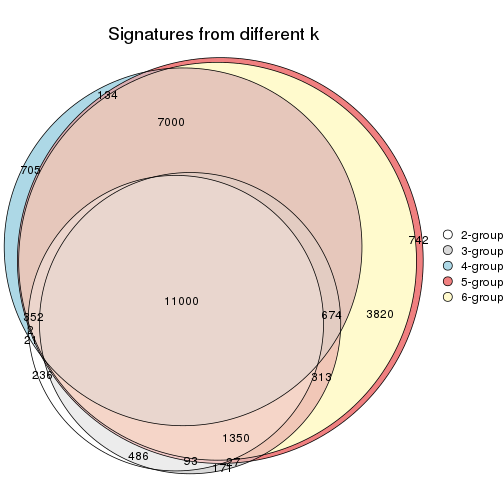 Signatures from different k
134
7000
705
742
11000
352
2
21
674
3820
236
313
1350
486
93
27
171
2-group
3-group
4-group
5-group
6-group